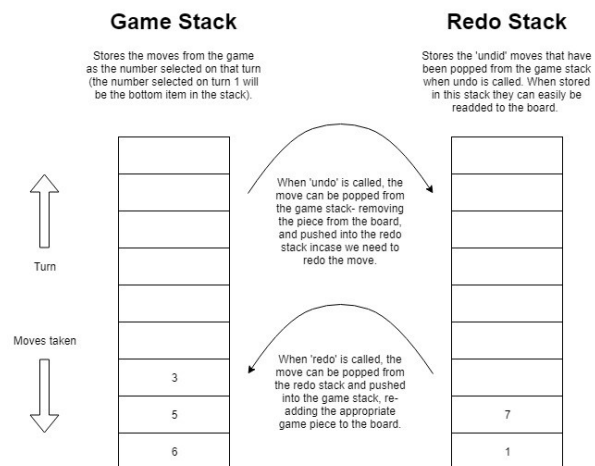 Game Stack
Stores the moves from the game
as the number selected on that turn
(the number selected on turn 1 will
be the bottom item in the stack).
Redo Stack
Stores the 'undid' moves that have
been popped from the game stack
when undo is called. When stored
in this stack they can easily be
readded to the board.
When 'undo' is called, the
move can be popped from
the game stack- removing
the piece from the board,
and pushed into the redo
stack incase we need to
redo the move.
Turn
Moves taken
When 'redo' is called, the
move can be popped from
the redo stack and pushed
into the game stack, re-
adding the appropriate
game piece to the board.
3
5
6
7
1